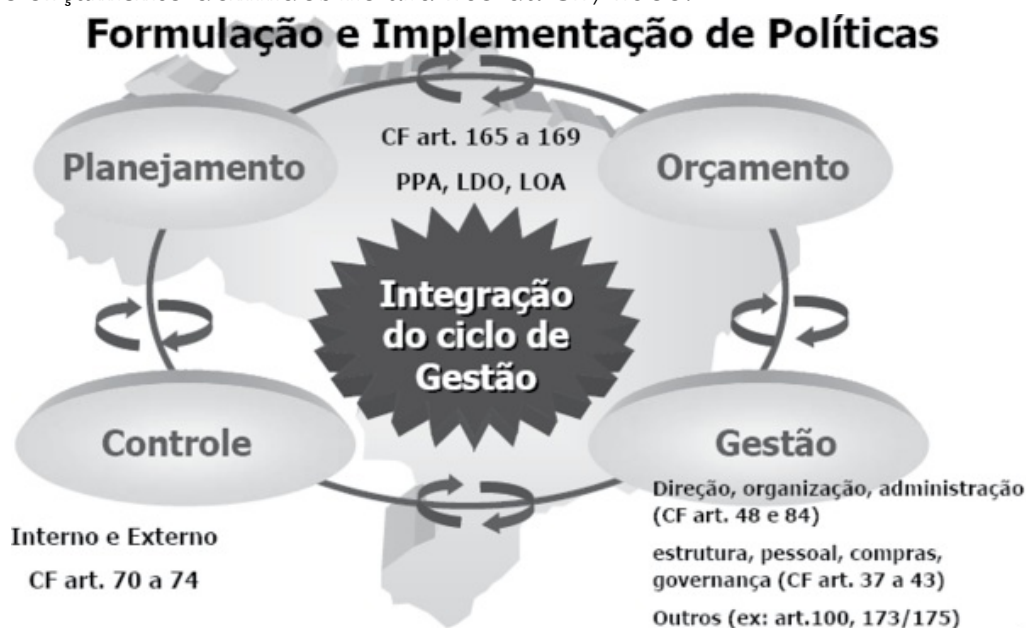 Formulação e Implementação de Políticas
Planejamento
CF art. 165 a 169
PPA, LDO, LOA
Orçamento
Integração
do ciclo de
Gestão
Controle
Gestão
Interno e Externo
CF art. 70 a 74
Direção, organização, administração
(CF art. 48 e 84)
estrutura, pessoal, compras,
governança (CF art. 37 a 43)
Outros (ex: art.100, 173/175)